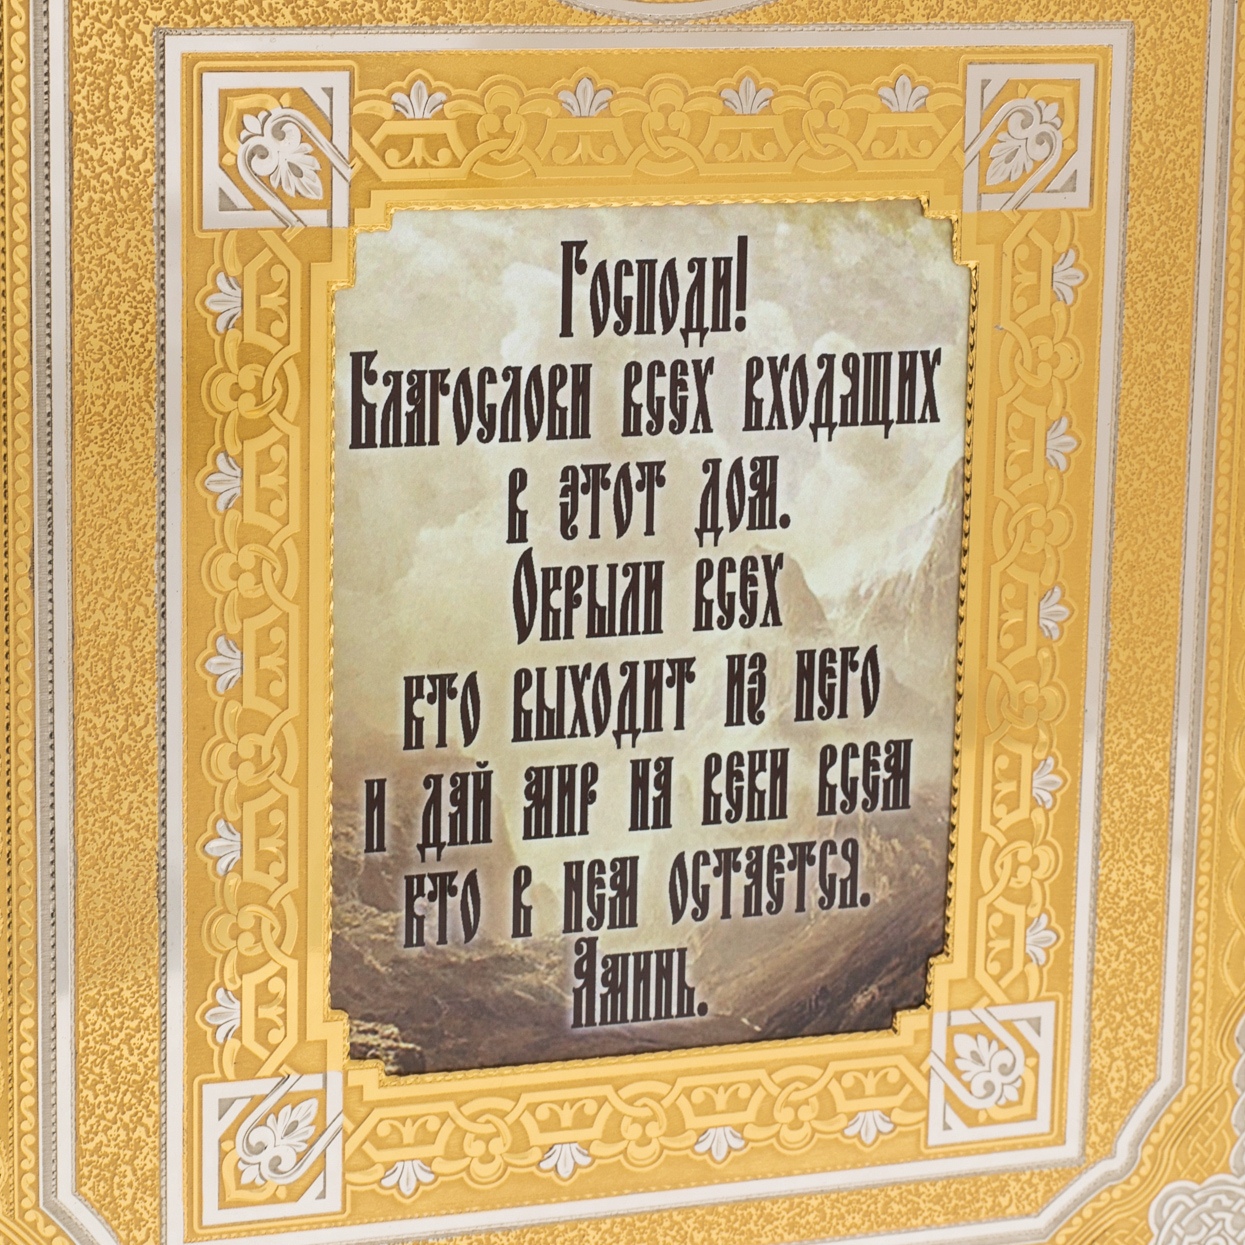 Господи!
Благослови всех входящих
в этот дом.
Окрыли всех
кто выходит из него
и дай мир на веки всем
кто в нем остается.
Аминь.